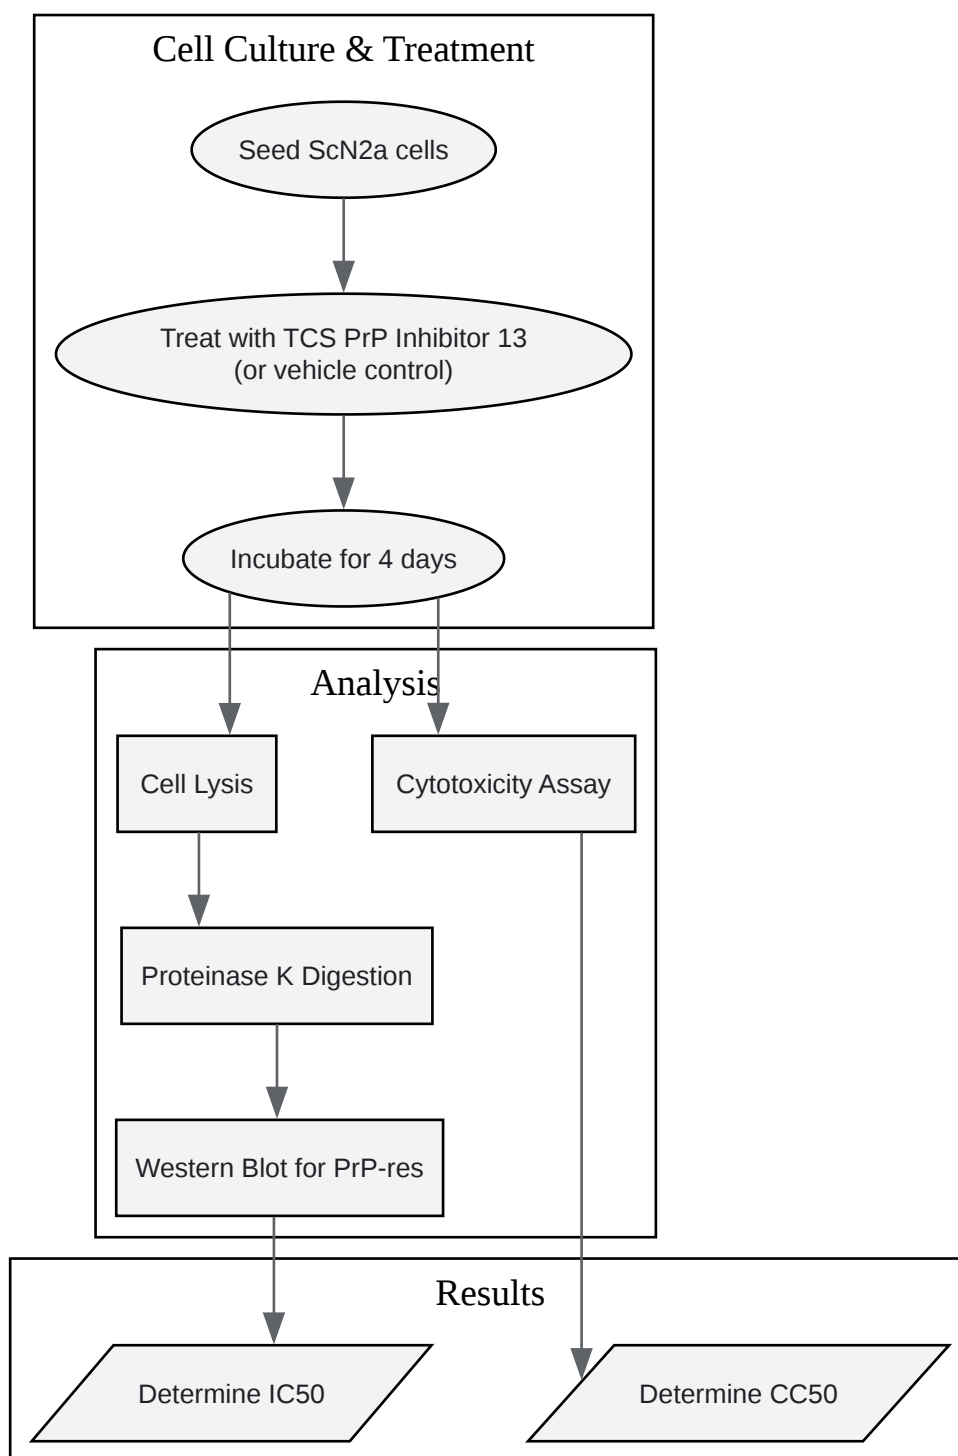 Cell Culture & Treatment
Seed ScN2a cells
Treat with TCS PrP Inhibitor 13
(or vehicle control)
Incubate for 4 days
Analysis
Cell Lysis
Cytotoxicity Assay
Proteinase K Digestion
Western Blot for PrP-res
Results
Determine IC50
Determine CC50